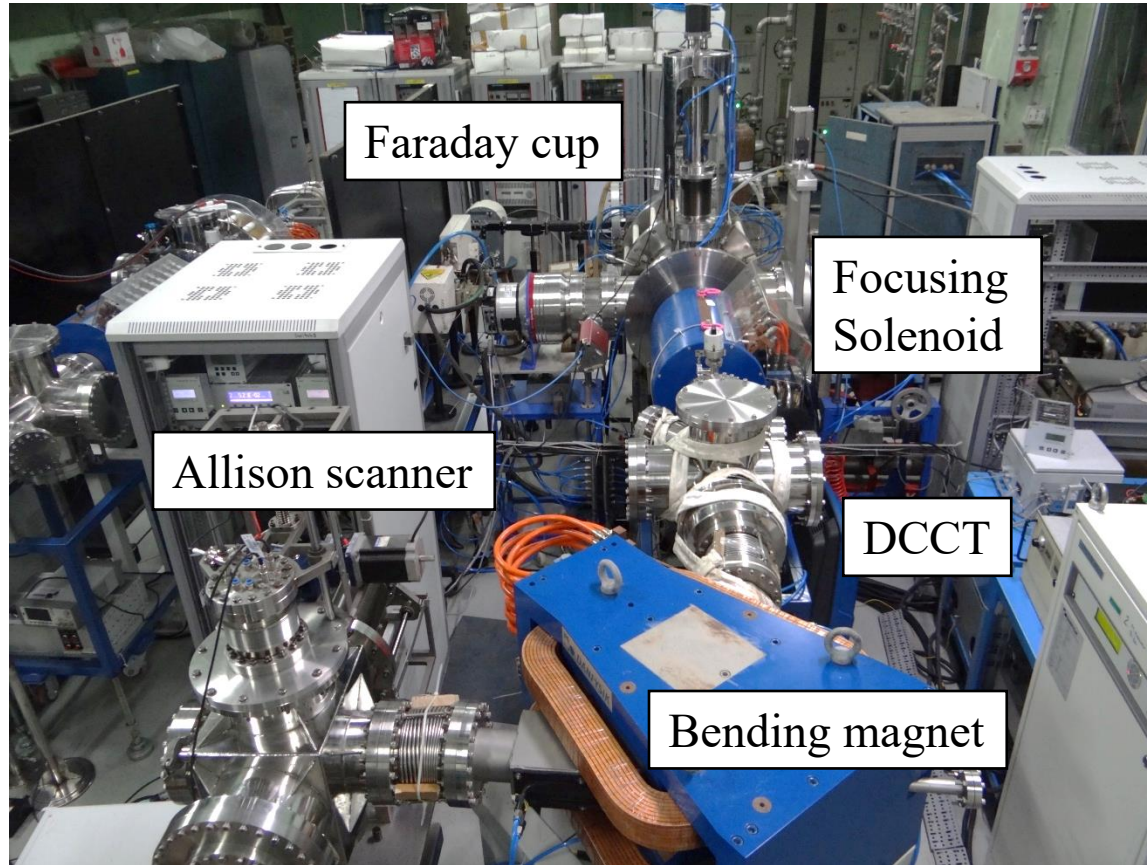 Faraday cup
Focusing
Solenoid
Allison scanner
DCCT
Bending magnet